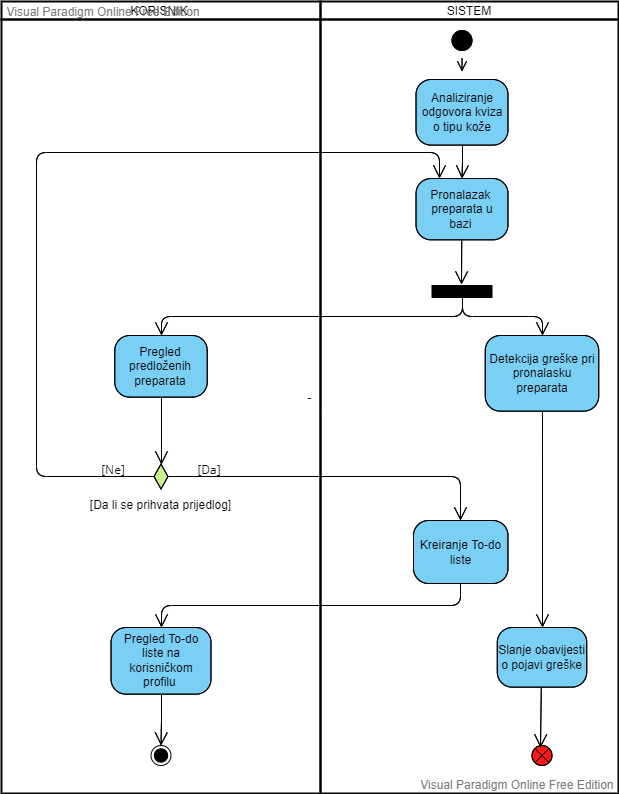 Visual Paradigm Online Free Edition
KORISNIK
SISTEM
Analiziranje
odgovora kviza
o tipu kože
Pronalazak
preparata u
bazi
Pregled
predloženih
preparata
Detekcija greške pri
pronalasku
preparata
-
[Ne]
[Da]
[Da li se prihvata prijedlog]
Kreiranje To-do
liste
Pregled To-do
liste na
korisničkom
profilu
Slanje obavijesti
o pojavi greške
Visual Paradigm Online Free Edition